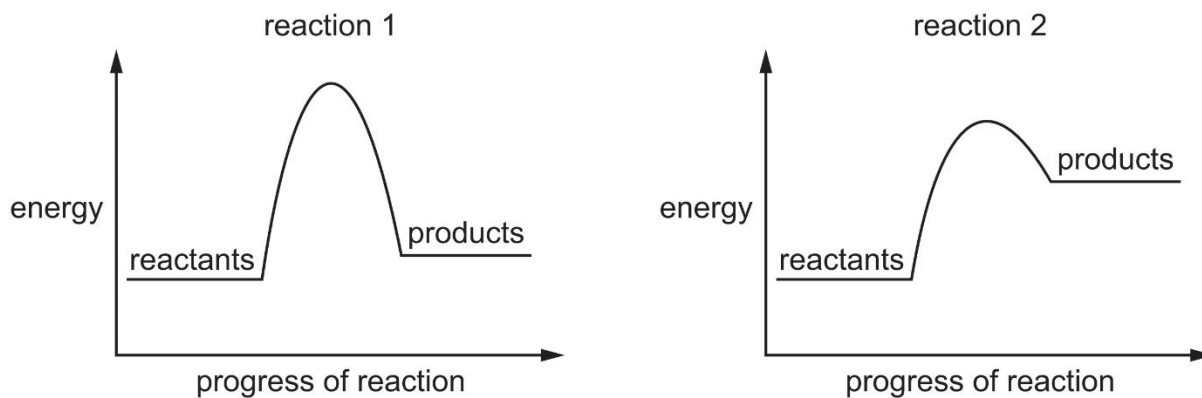 reaction 1
energy
reactants
products
progress of reaction
reaction 2
energy
reactants
products
progress of reaction